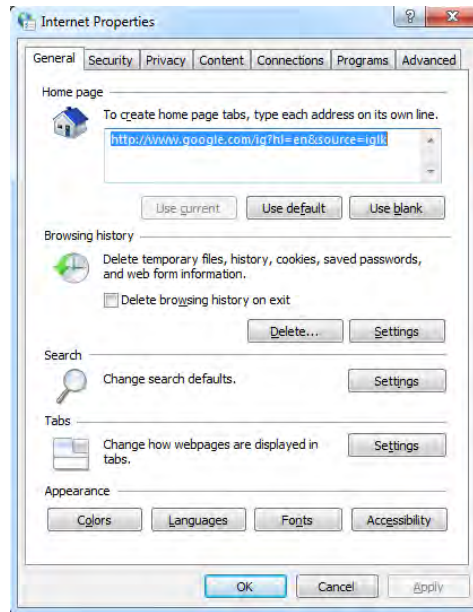 Internet Properties
General Security Privacy Content Connections Programs Advanced
Home page
To create home page tabs, type each address on its own line.
http://www.google.com/ig?hl=en&source=iglk
Use current Use default Use blank
Browsing history
Delete temporary files, history, cookies, saved passwords,
and web form information.
Delete browsing history on exit
Delete... Settings
Search
Change search defaults.
Settings
Tabs
Change how webpages are displayed in
tabs.
Settings
Appearance
Colors Languages Fonts Accessibility
OK Cancel Apply